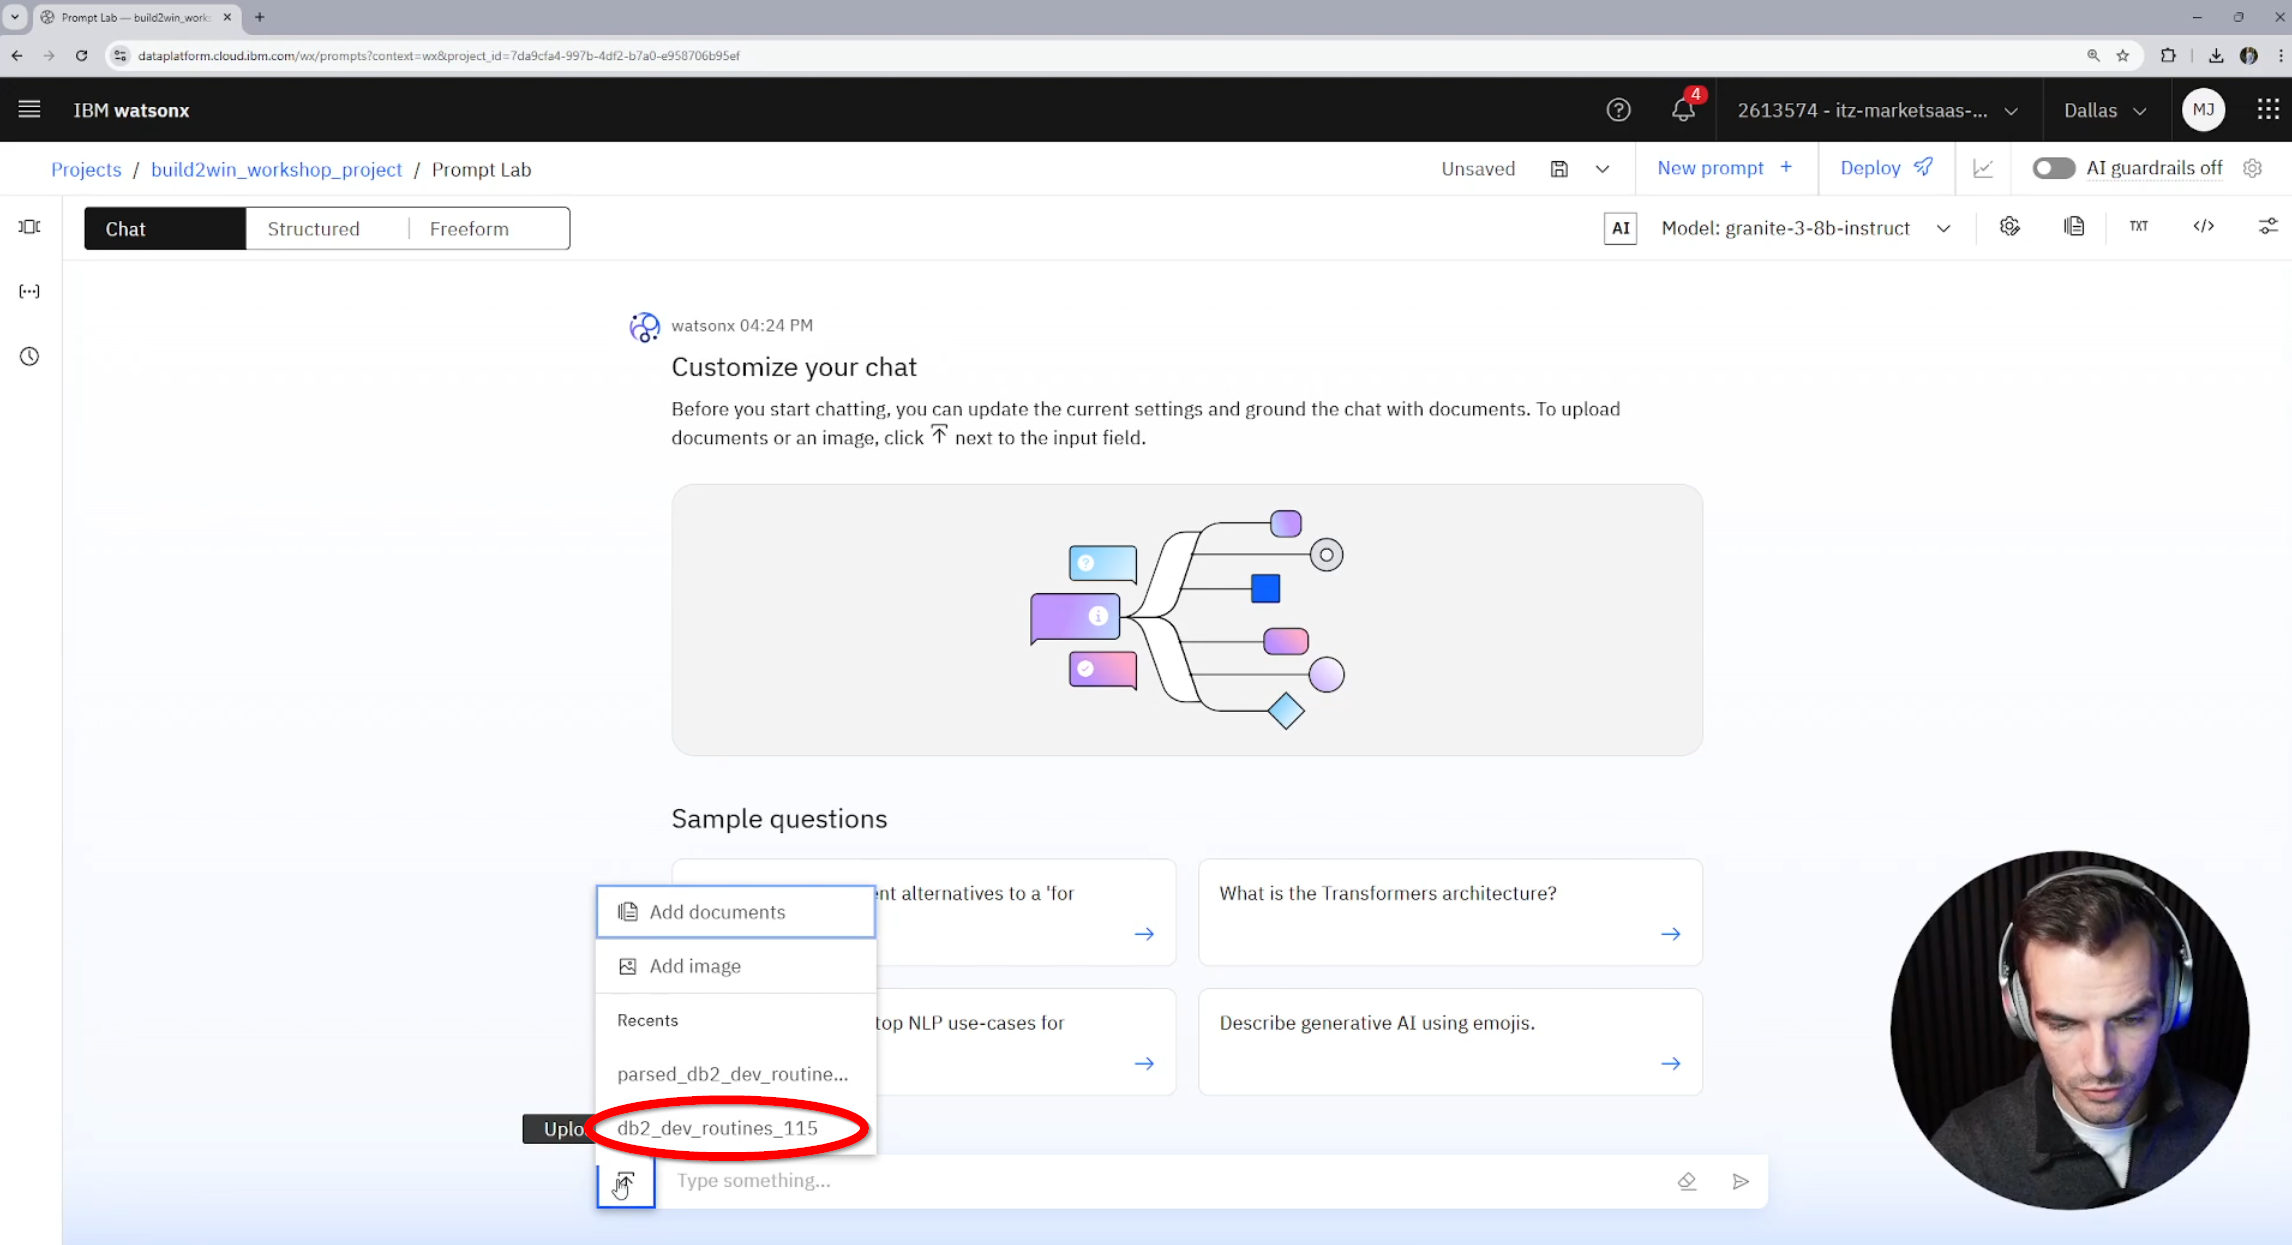 Prompt Lab — build2win_works
dataplatform.cloud.ibm.com/wx/prompts?context=wx&project_id=7da9cfa4-997b-4df2-b7a0-e958706b95ef
IBM watsonx
4
2613574 - itz-marketsaas-...
Dallas
MJ
Projects / build2win_workshop_project / Prompt Lab
Unsaved
New prompt +
Deploy
AI guardrails off
Chat
Structured
Freeform
AI
Model: granite-3-8b-instruct
TXT
</>
watsonx 04:24 PM
Customize your chat
Before you start chatting, you can update the current settings and ground the chat with documents. To upload
documents or an image, click next to the input field.
Sample questions
ent alternatives to a 'for
What is the Transformers architecture?
Add documents
Add image
Recents
top NLP use-cases for
Describe generative AI using emojis.
parsed_db2_dev_routine...
Uplo
db2_dev_routines_115
Type something...